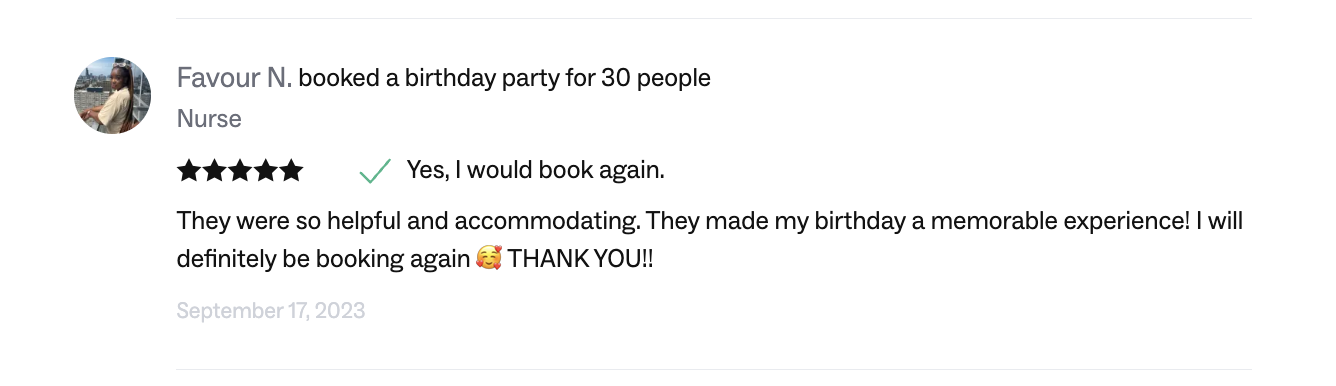 Favour N. booked a birthday party for 30 people
Nurse
★★★★★ ✓ Yes, I would book again.
They were so helpful and accommodating. They made my birthday a memorable experience! I will
definitely be booking again 🥰 THANK YOU!!
September 17, 2023